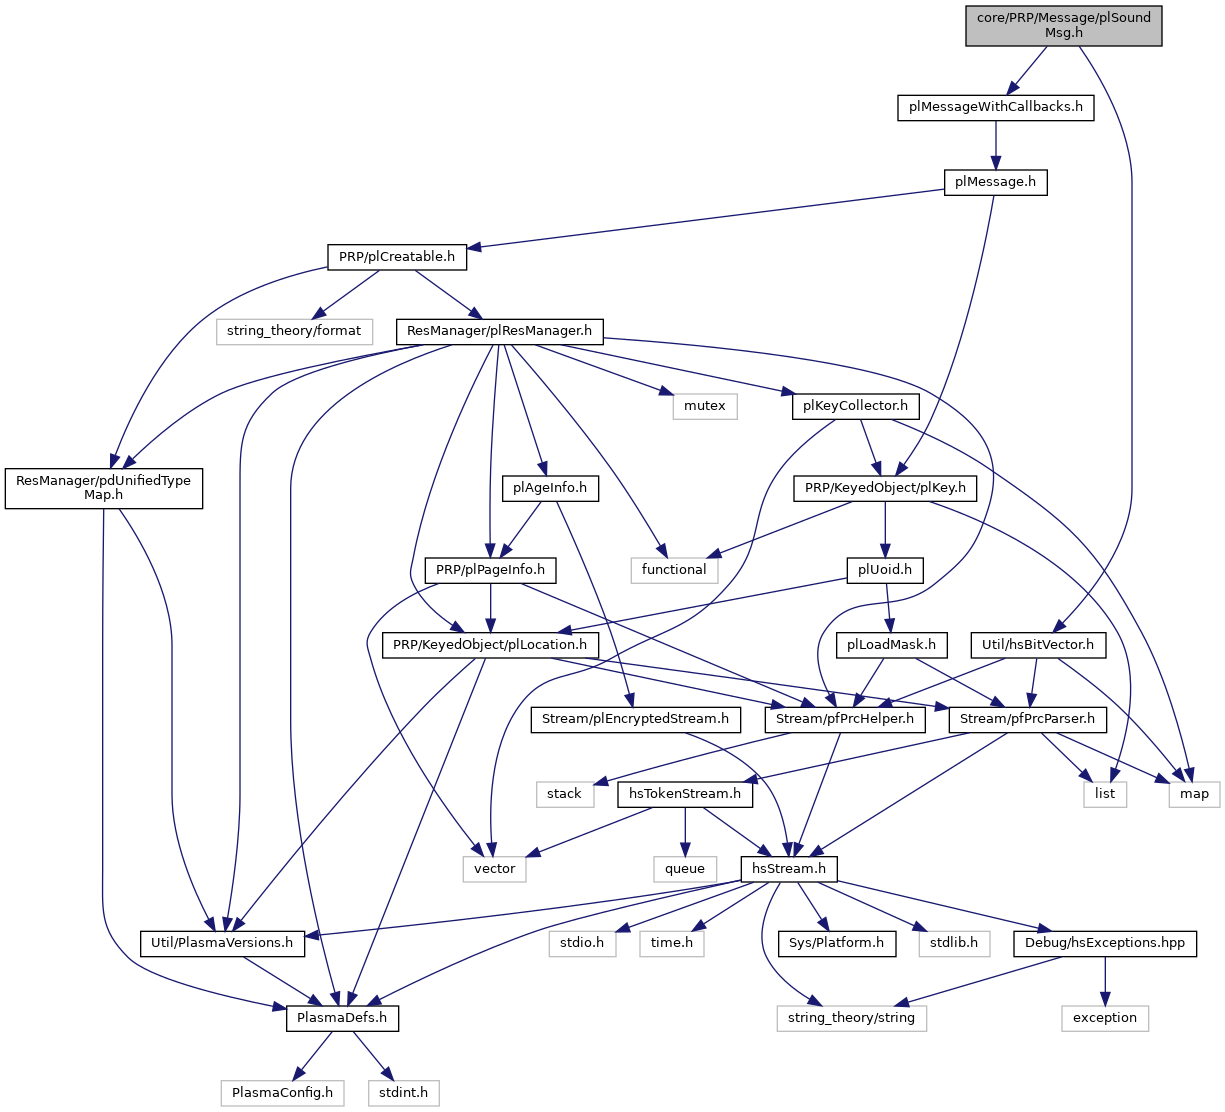 core/PRP/Message/plSound
Msg.h
plMessageWithCallbacks.h
plMessage.h
PRP/plCreatable.h
string_theory/format
ResManager/plResManager.h
mutex
plKeyCollector.h
ResManager/pdUnifiedType
Map.h
plAgeInfo.h
PRP/KeyedObject/plKey.h
PRP/plPageInfo.h
functional
plUoid.h
PRP/KeyedObject/plLocation.h
plLoadMask.h
Util/hsBitVector.h
Stream/plEncryptedStream.h
Stream/pfPrcHelper.h
Stream/pfPrcParser.h
stack
hsTokenStream.h
list
map
vector
queue
hsStream.h
Util/PlasmaVersions.h
stdio.h
time.h
Sys/Platform.h
stdlib.h
Debug/hsExceptions.hpp
PlasmaDefs.h
string_theory/string
exception
PlasmaConfig.h
stdint.h